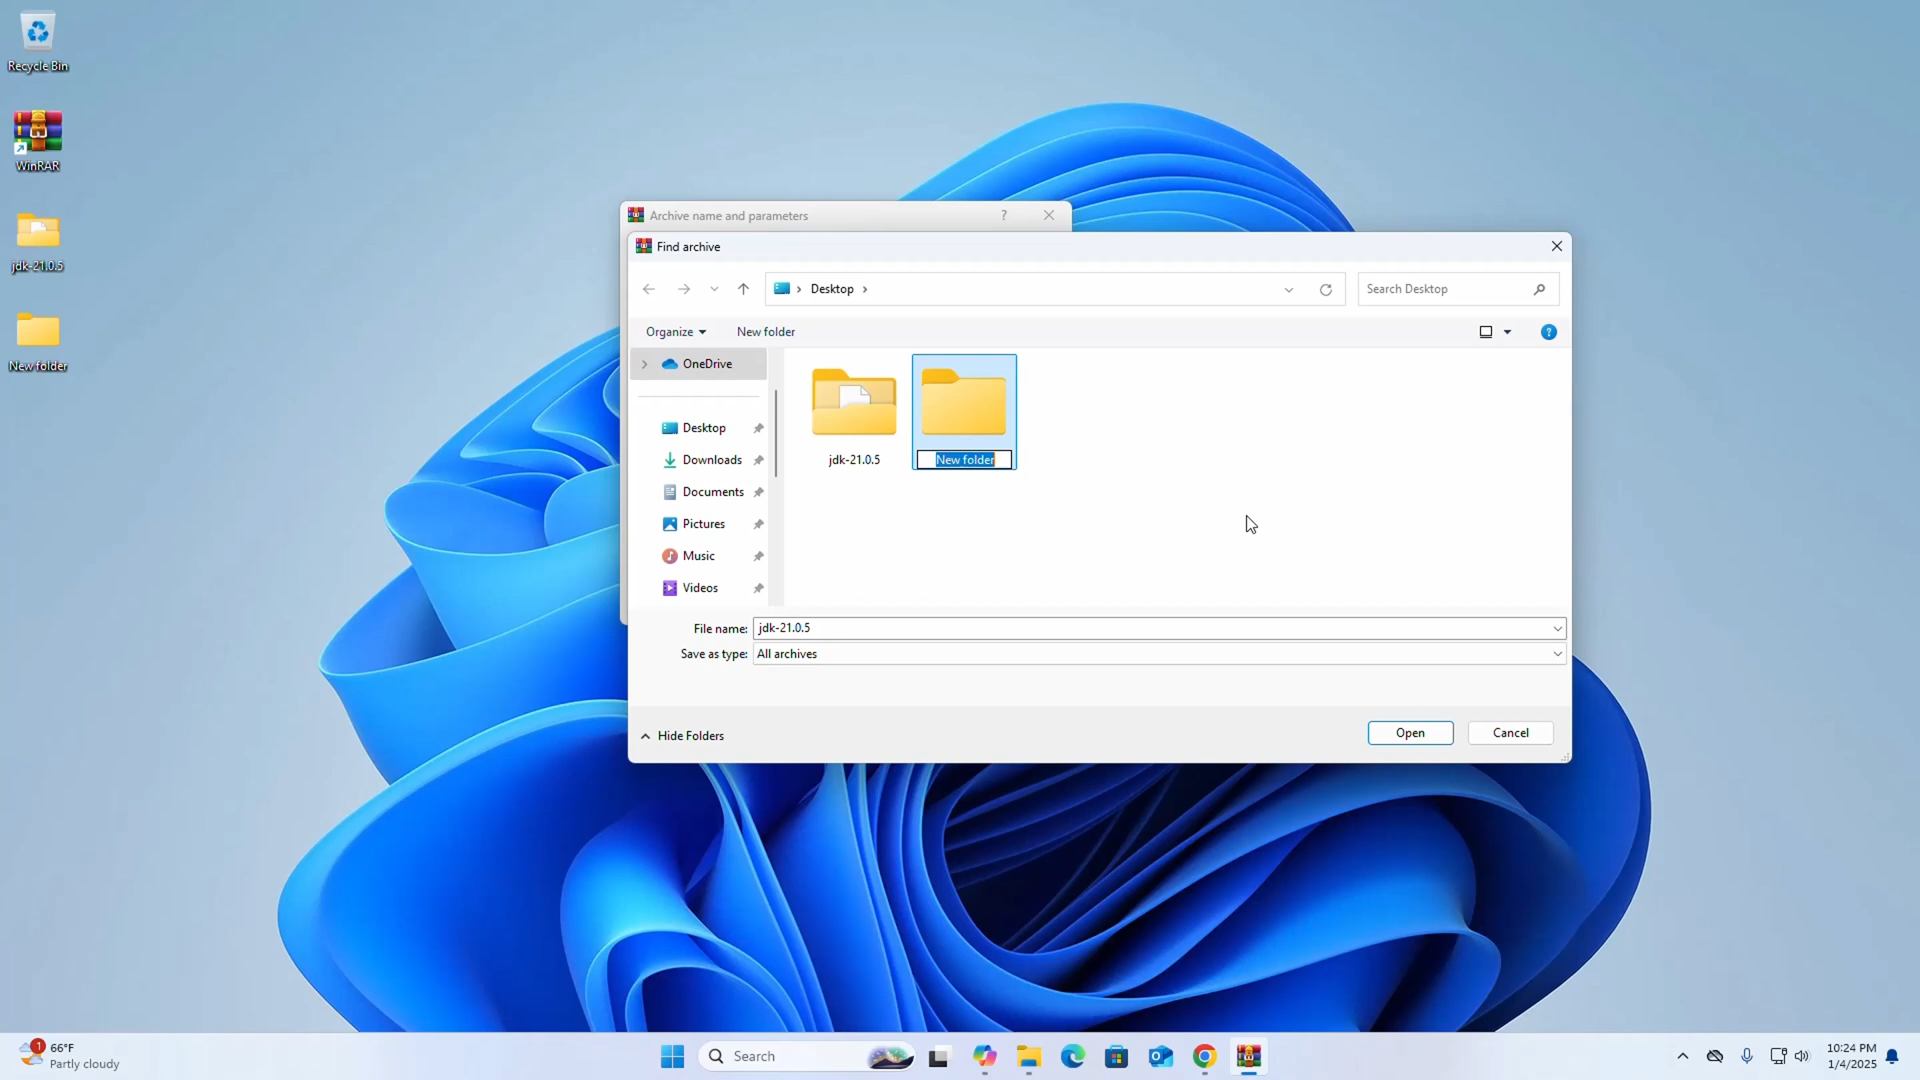 Recycle Bin
WinRAR
jdk-21.0.5
New folder
Archive name and parameters
?
Find archive
Desktop
Search Desktop
Organize
New folder
?
OneDrive
Desktop
Downloads
Documents
Pictures
Music
Videos
jdk-21.0.5
New folder
File name: jdk-21.0.5
Save as type: All archives
Hide Folders
Open
Cancel
1
66°F
Partly cloudy
Search
10:24 PM
1/4/2025